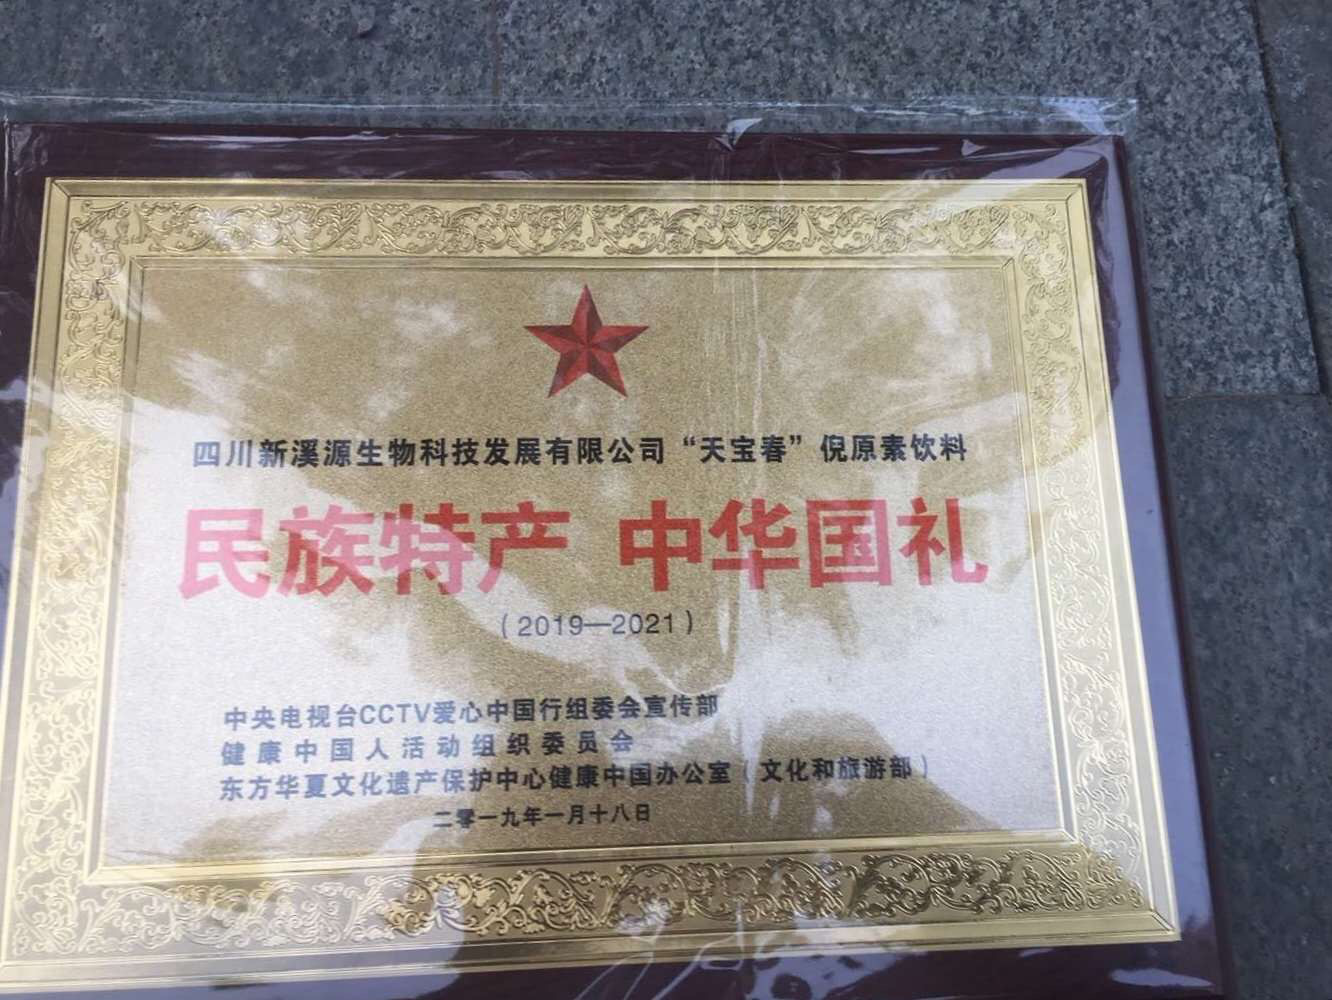 四川新溪源生物科技发展有限公司“天宝春”倪原素饮料
民族特产 中华国礼
（2019—2021）
中央电视台CCTV爱心中国行组委会宣传部
健康中国人活动组织委员会
东方华夏文化遗产保护中心健康中国办公室（文化和旅游部）
二零一九年一月十八日